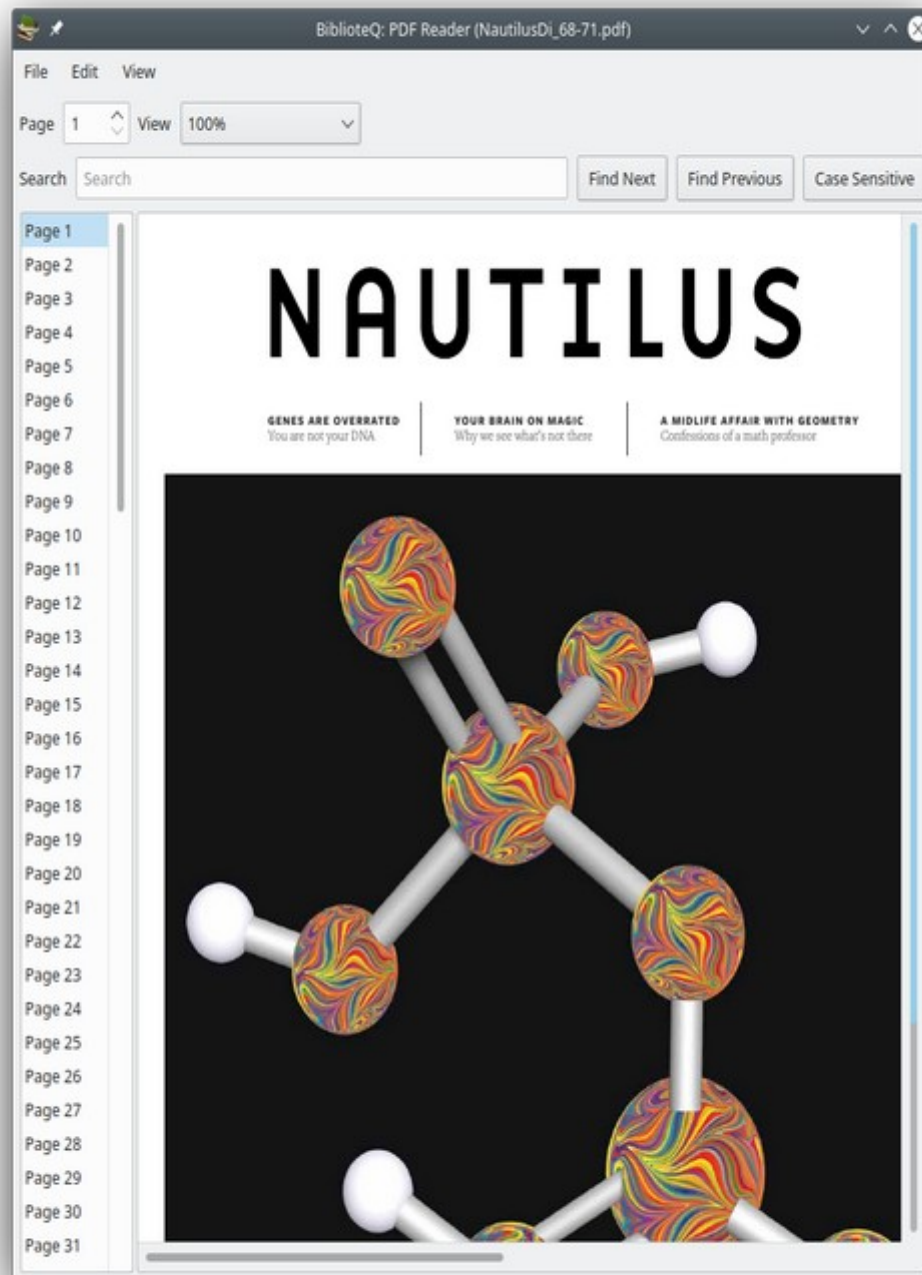 BiblioteQ: PDF Reader (NautilusDi_68-71.pdf)
File Edit View
Page 1 View 100%
Search Search Find Next Find Previous Case Sensitive
Page 1
Page 2
Page 3
Page 4
Page 5
Page 6
Page 7
Page 8
Page 9
Page 10
Page 11
Page 12
Page 13
Page 14
Page 15
Page 16
Page 17
Page 18
Page 19
Page 20
Page 21
Page 22
Page 23
Page 24
Page 25
Page 26
Page 27
Page 28
Page 29
Page 30
Page 31
NAUTILUS
GENES ARE OVERRATED
You are not your DNA
YOUR BRAIN ON MAGIC
Why we see what's not there
A MIDLIFE AFFAIR WITH GEOMETRY
Confessions of a math professor